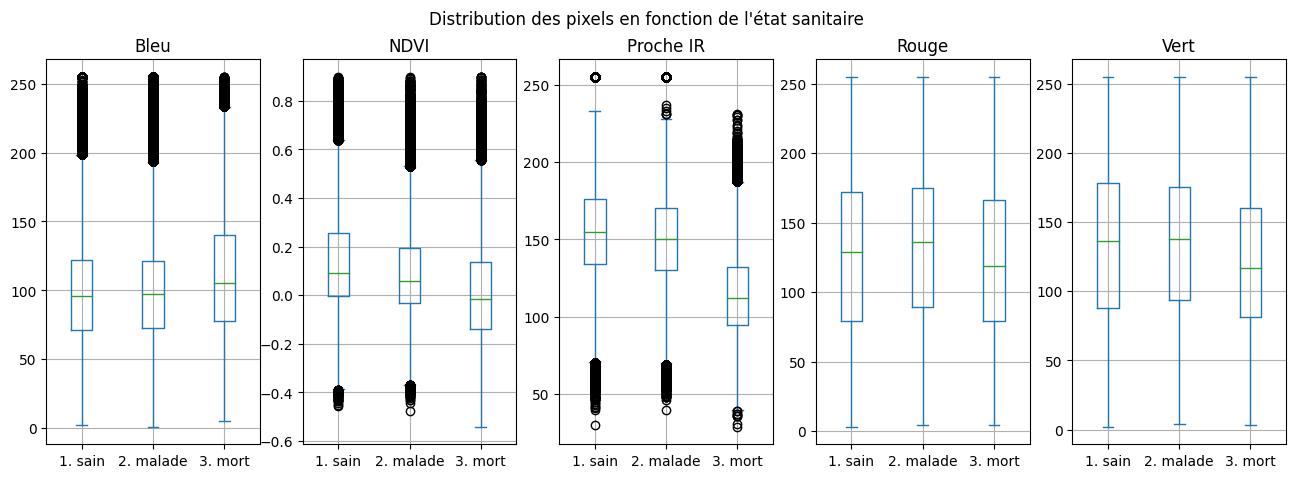 Distribution des pixels en fonction de l'état sanitaire
Bleu
250
200
150
100
50
0
1. sain 2. malade 3. mort
NDVI
0.8
0.6
0.4
0.2
0.0
−0.2
−0.4
−0.6
1. sain 2. malade 3. mort
Proche IR
250
200
150
100
50
1. sain 2. malade 3. mort
Rouge
250
200
150
100
50
0
1. sain 2. malade 3. mort
Vert
250
200
150
100
50
0
1. sain 2. malade 3. mort